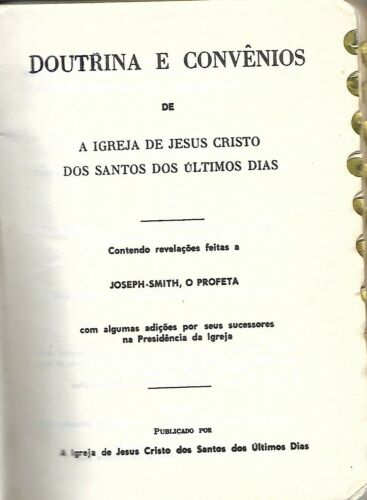 DOUTRINA E CONVÊNIOS
DE
A IGREJA DE JESUS CRISTO
DOS SANTOS DOS ÚLTIMOS DIAS
Contendo revelações feitas a
JOSEPH-SMITH, O PROFETA
com algumas adições por seus sucessores
na Presidência da Igreja
PUBLICADO POR
A Igreja de Jesus Cristo dos Santos dos Últimos Dias